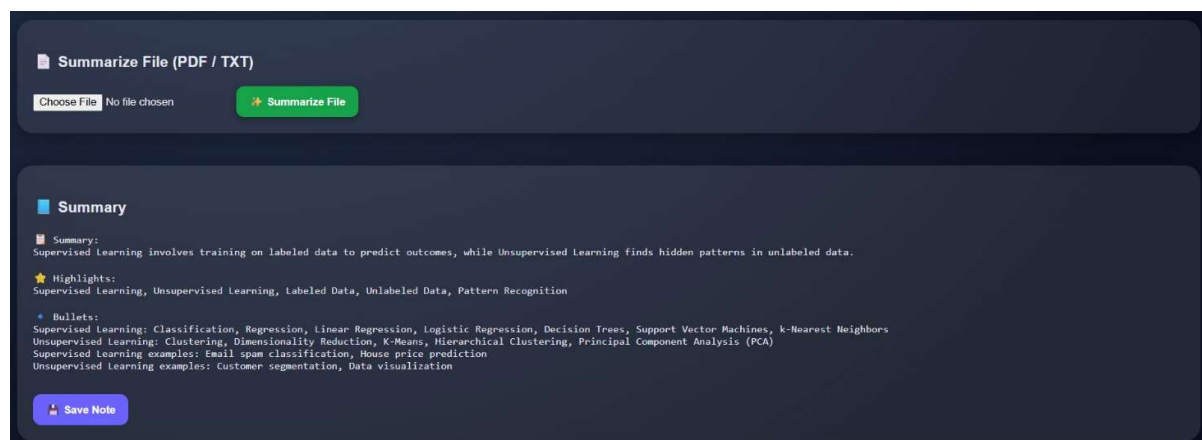 Summarize File (PDF / TXT)
Choose File No file chosen
Summarize File
Summary
Summary:
Supervised Learning involves training on labeled data to predict outcomes, while Unsupervised Learning finds hidden patterns in unlabeled data.
Highlights:
Supervised Learning, Unsupervised Learning, Labeled Data, Unlabeled Data, Pattern Recognition
Bullets:
Supervised Learning: Classification, Regression, Linear Regression, Logistic Regression, Decision Trees, Support Vector Machines, k-Nearest Neighbors
Unsupervised Learning: Clustering, Dimensionality Reduction, K-Means, Hierarchical Clustering, Principal Component Analysis (PCA)
Supervised Learning examples: Email spam classification, House price prediction
Unsupervised Learning examples: Customer segmentation, Data visualization
Save Note